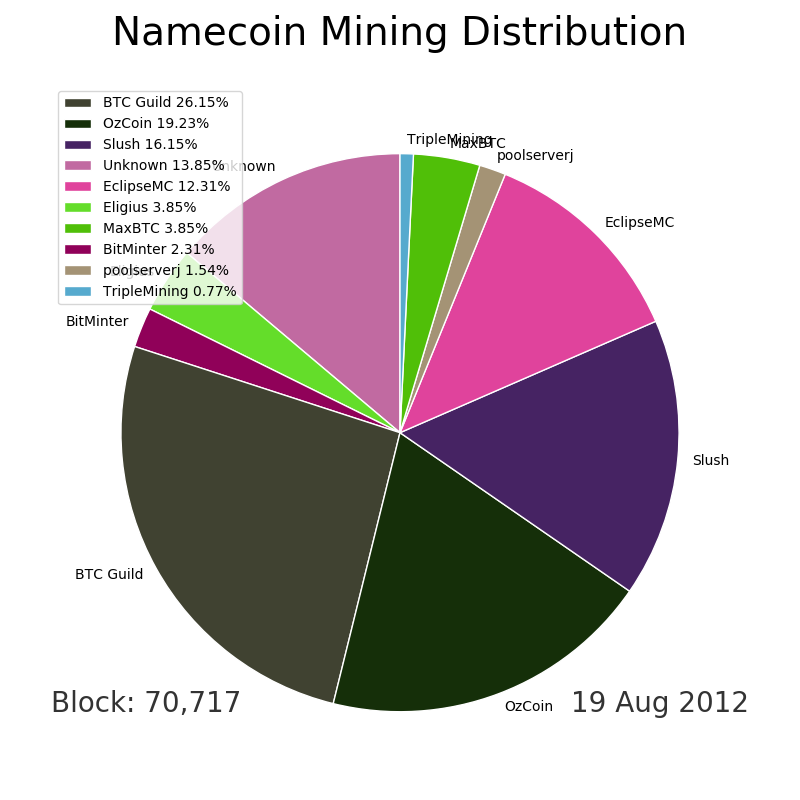 Namecoin Mining Distribution
BTC Guild 26.15%
OzCoin 19.23%
Slush 16.15%
Unknown 13.85%
EclipseMC 12.31%
Eligius 3.85%
MaxBTC 3.85%
BitMinter 2.31%
poolserverj 1.54%
TripleMining 0.77%
TripleMining
MaxBTC
poolserverj
Unknown
EclipseMC
Eligius
BitMinter
Slush
BTC Guild
OzCoin
Block: 70,717
19 Aug 2012